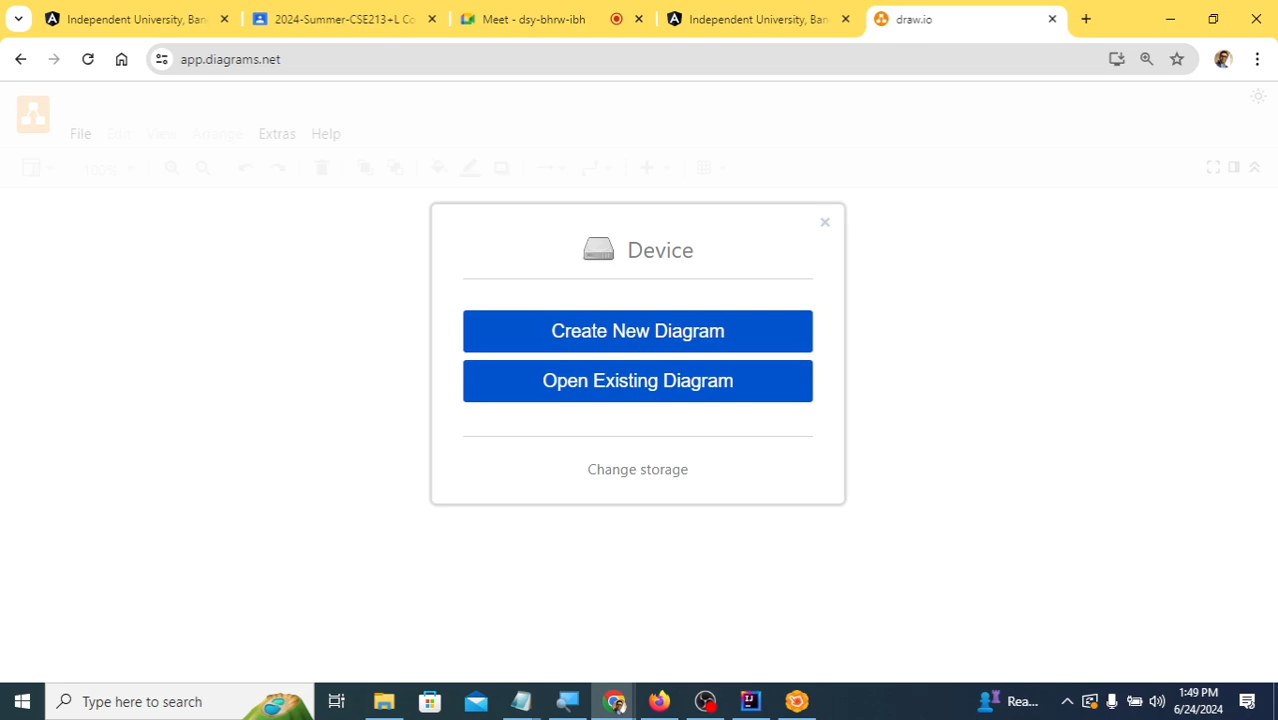 Independent University, Ban
2024-Summer-CSE213+L Co
Meet - dsy-bhrw-ibh
Independent University, Ban
draw.io
app.diagrams.net
File
Edit
View
Arrange
Extras
Help
100%
Device
Create New Diagram
Open Existing Diagram
Change storage
Type here to search
Rea...
1:49 PM
6/24/2024